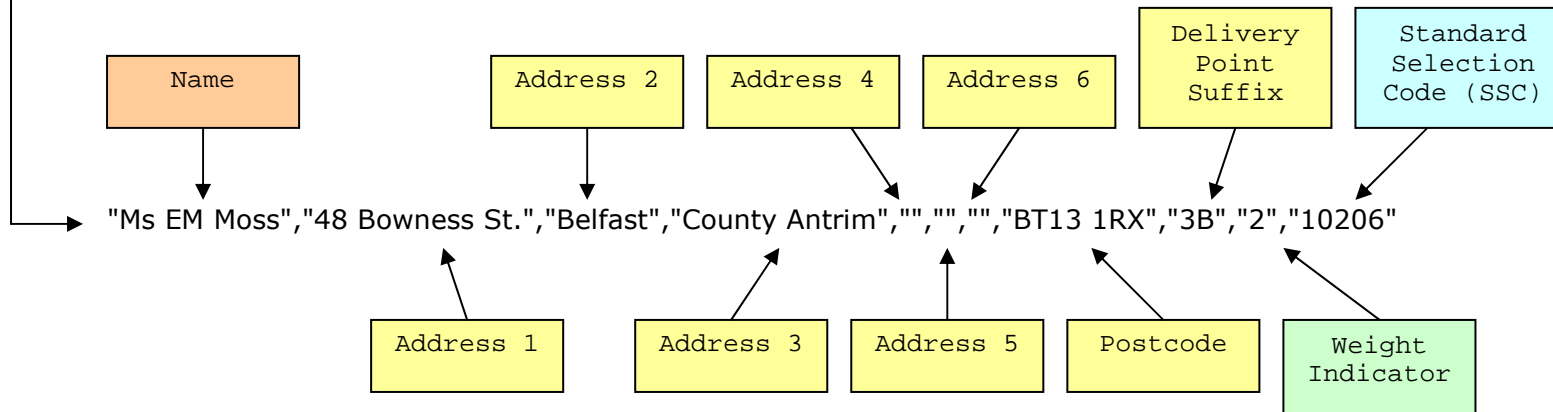 Name
Address 2
Address 4
Address 6
Delivery
Point
Suffix
Standard
Selection
Code (SSC)
"Ms EM Moss","48 Bowness St.","Belfast","County Antrim","","","","BT13 1RX","3B","2","10206"
Address 1
Address 3
Address 5
Postcode
Weight
Indicator